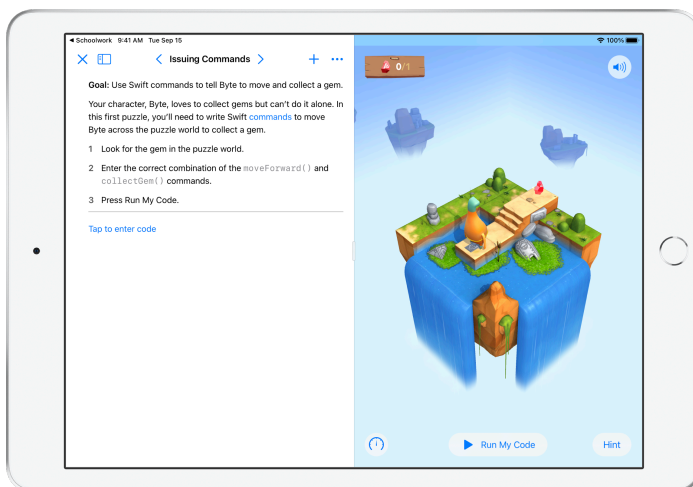 ◀ Schoolwork 9:41 AM Tue Sep 15
100%
Issuing Commands
Goal: Use Swift commands to tell Byte to move and collect a gem.
Your character, Byte, loves to collect gems but can't do it alone. In
this first puzzle, you'll need to write Swift commands to move
Byte across the puzzle world to collect a gem.
1 Look for the gem in the puzzle world.
2 Enter the correct combination of the moveForward() and
collectGem() commands.
3 Press Run My Code.
Tap to enter code
0/1
Run My Code
Hint